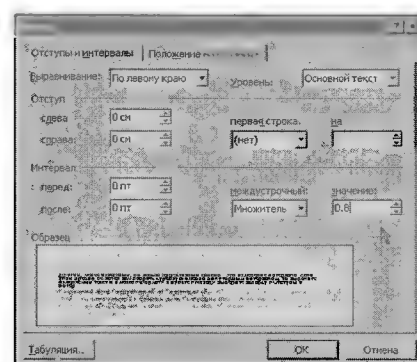 Отступы и интервалы Положение
Выравнивание: По левому краю Уровень: Основной текст
Отступ
слева 0 см первая строка: на
справа: 0 см (нет)
Интервал
перед: 0 пт междустрочный: значение:
после: 0 пт Множитель 0.8
Образец
Табуляция... ОК Отмена